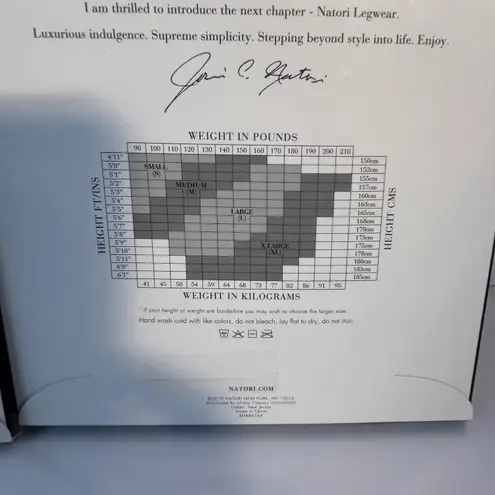 I am thrilled to introduce the next chapter - Natori Legwear.
Luxurious indulgence. Supreme simplicity. Stepping beyond style into life. Enjoy.
Josie C. Natori
WEIGHT IN POUNDS
90 100 110 120 130 140 150 160 170 180 190 200 210
HEIGHT FT/INS
4'11" 150cm
5'0" 152cm
5'1" 155cm
5'2" 157cm
5'3" 160cm
5'4" 163cm
5'5" 165cm
5'6" 168cm
5'7" 170cm
5'8" 173cm
5'9" 175cm
5'10" 178cm
5'11" 180cm
6'0" 183cm
6'1" 185cm
SMALL
(S)
MEDIUM
(M)
LARGE
(L)
X LARGE
(XL)
HEIGHT CMS
41 45 50 54 59 64 68 73 77 82 86 91 95
WEIGHT IN KILOGRAMS
*If your height or weight are borderline you may wish to choose the larger size.
Hand wash cold with like colors, do not bleach, lay flat to dry, do not iron.
NATORI.COM
NATORI NEW YORK, NY 10016